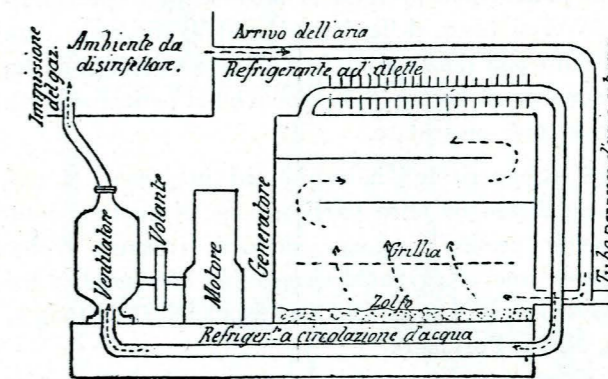 Immissione
del gaz.
Ambiente da
disinfettare.
Arrivo dell'aria
Refrigerante ad alette
Ventilatore
Volante
Motore
Generatore
Grillia
Zolfo
Refriger.te a circolazione d'acqua